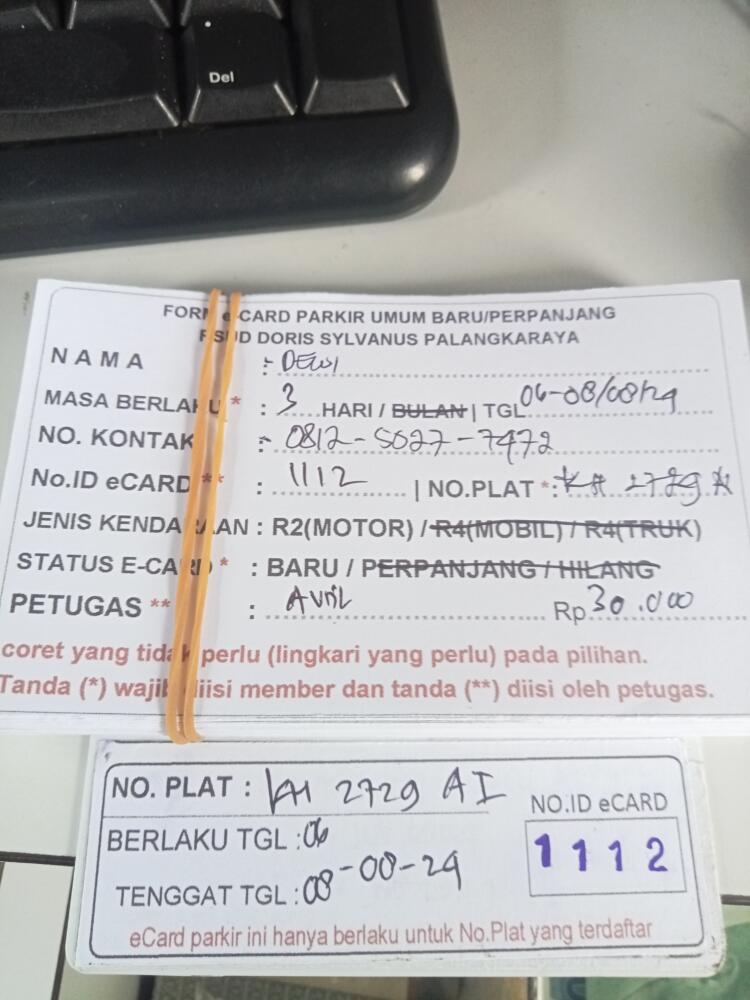 Del
FORM eCARD PARKIR UMUM BARU/PERPANJANG
RSUD DORIS SYLVANUS PALANGKARAYA
NAMA : DEWI
MASA BERLAKU * : 3 HARI / BULAN | TGL 06-08/08/24
NO. KONTAK : 0812-5027-7472
No.ID eCARD ** : 1112 | NO.PLAT *: KH 2729
JENIS KENDARAAN : R2(MOTOR) / R4(MOBIL) / R4(TRUK)
STATUS E-CARD * : BARU / PERPANJANG / HILANG
PETUGAS ** : Avril Rp 30.000
coret yang tidak perlu (lingkari yang perlu) pada pilihan.
Tanda (*) wajib diisi member dan tanda (**) diisi oleh petugas.
NO. PLAT : KH 2729 AI
NO.ID eCARD
BERLAKU TGL : 06
1112
TENGGAT TGL : 08-08-24
eCard parkir ini hanya berlaku untuk No.Plat yang terdaftar